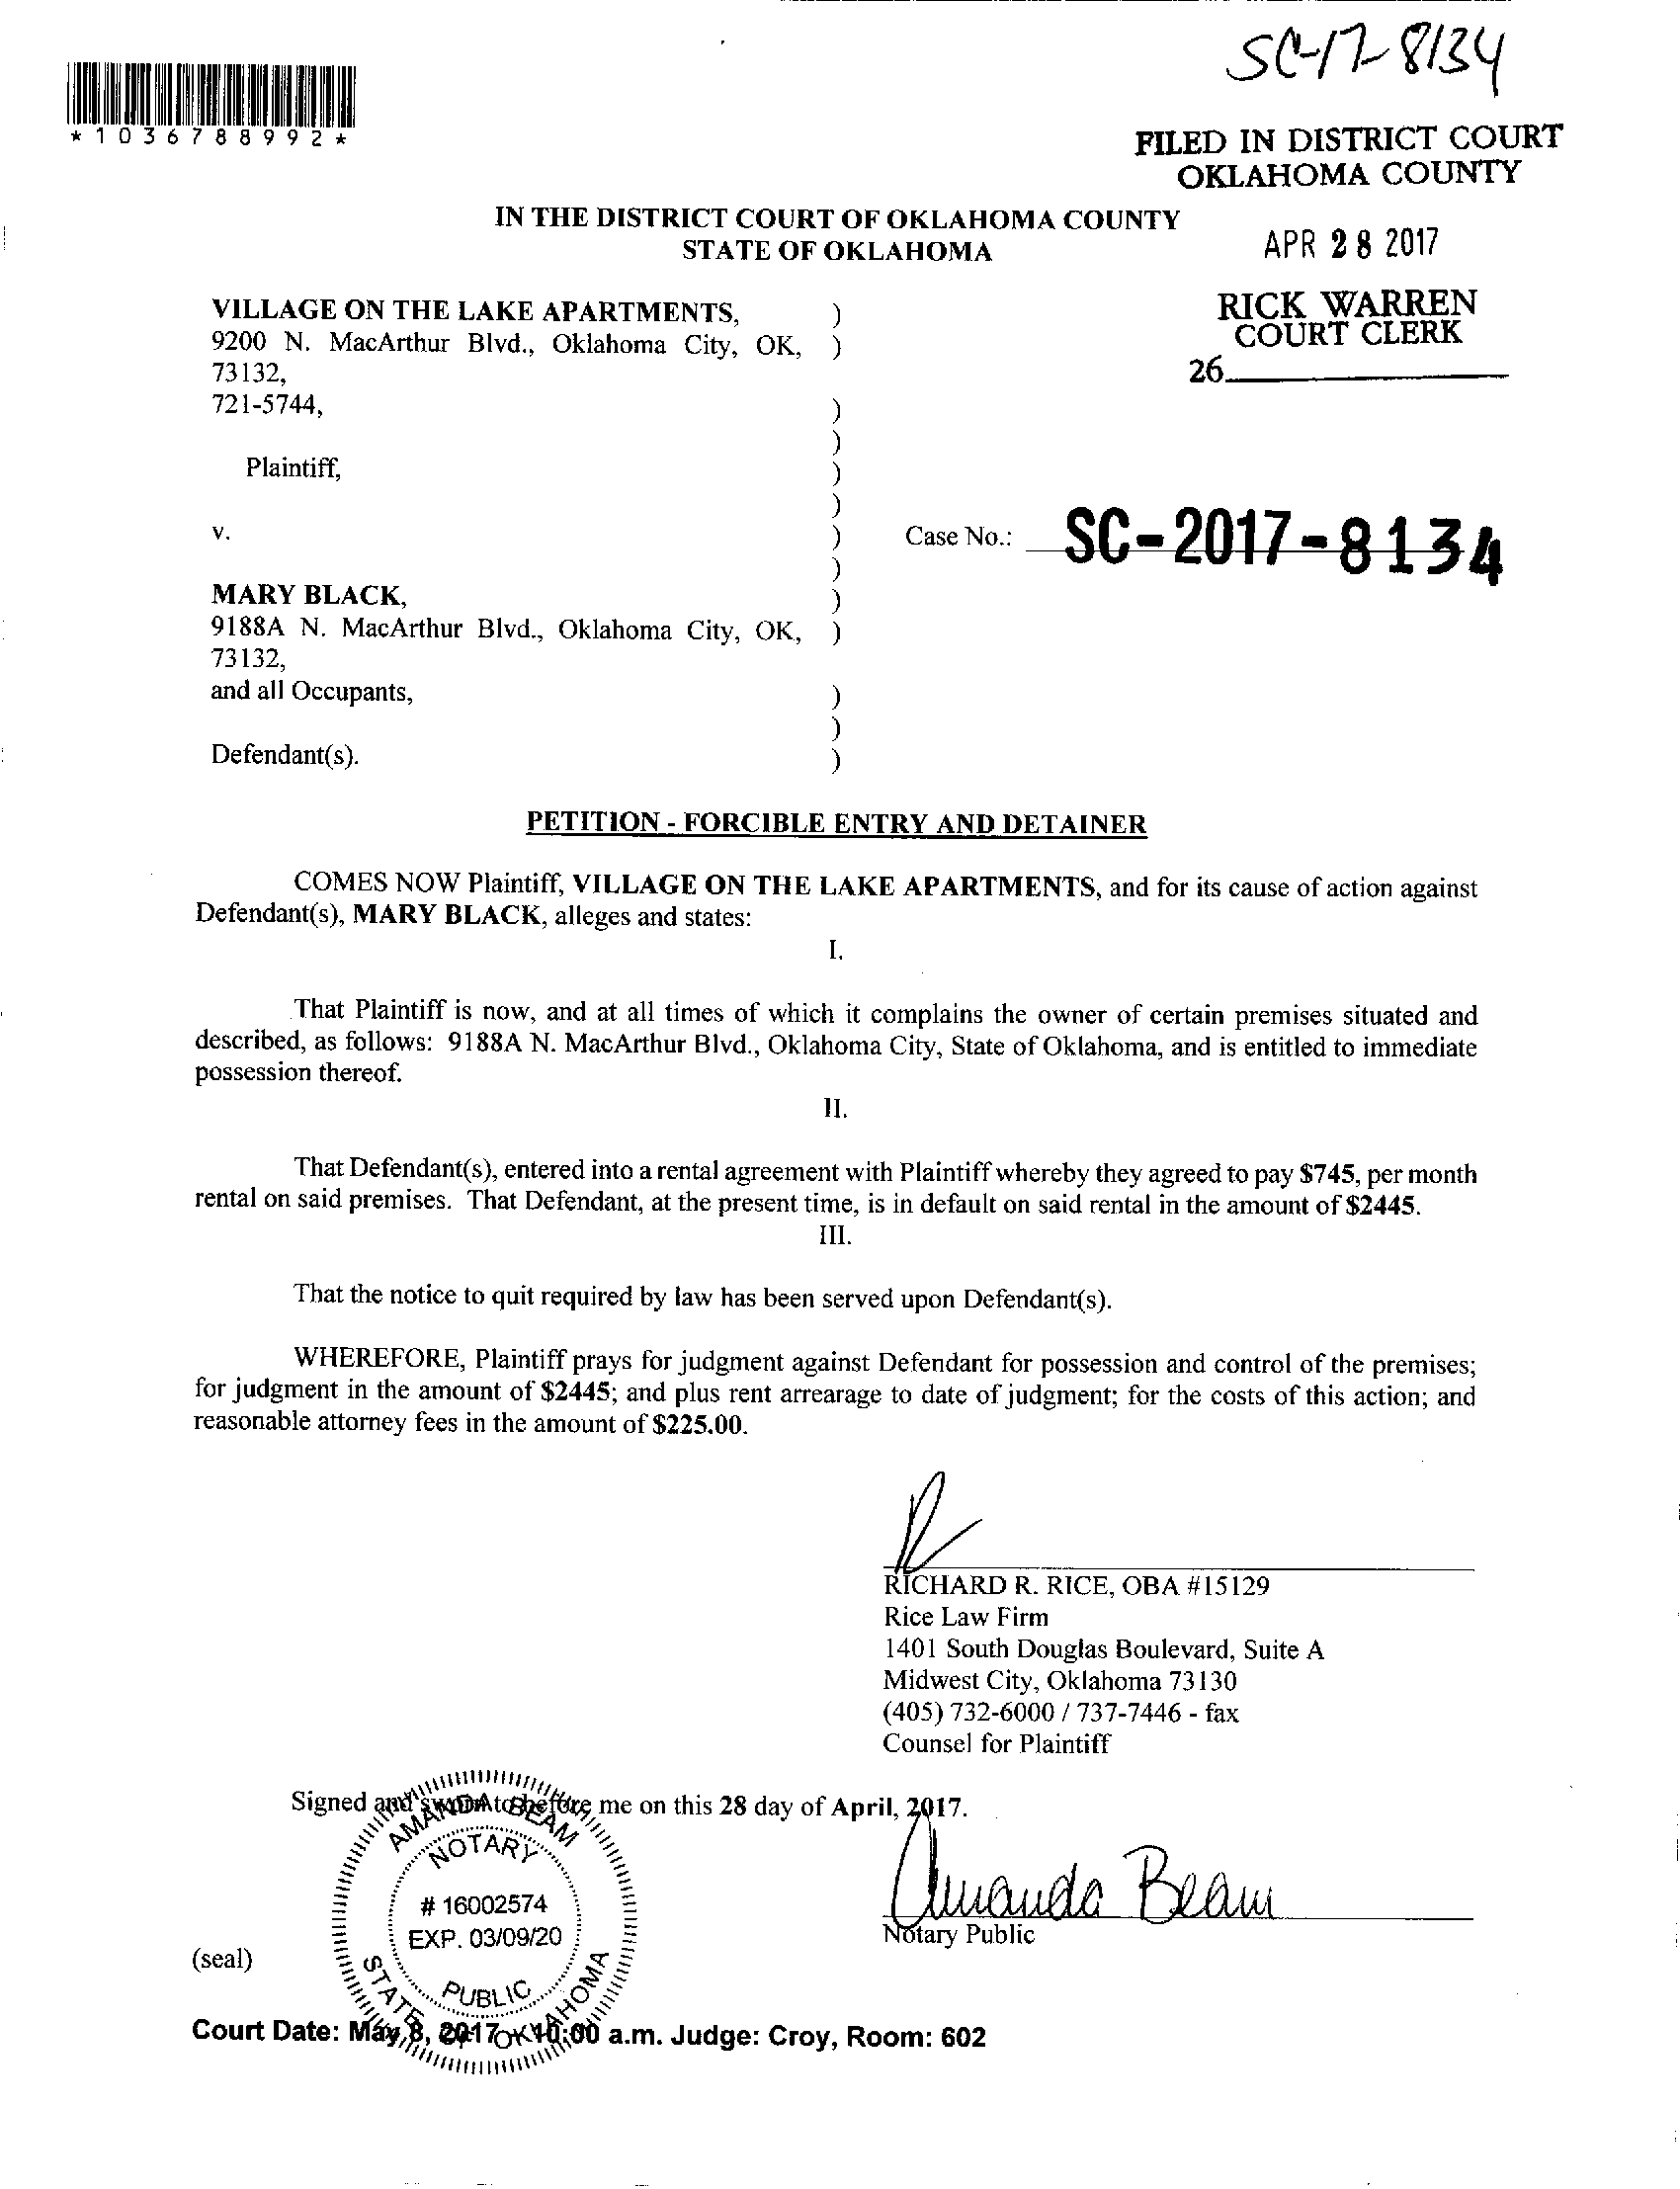 SC-17-8134
*1036788992*
FILED IN DISTRICT COURT
OKLAHOMA COUNTY
IN THE DISTRICT COURT OF OKLAHOMA COUNTY
STATE OF OKLAHOMA
APR 28 2017
RICK WARREN
COURT CLERK
26
VILLAGE ON THE LAKE APARTMENTS, )
9200 N. MacArthur Blvd., Oklahoma City, OK, )
73132,
721-5744, )
)
Plaintiff, )
)
v. )
Case No.: SC-2017-8134
)
MARY BLACK, )
9188A N. MacArthur Blvd., Oklahoma City, OK, )
73132,
and all Occupants, )
)
Defendant(s). )
PETITION - FORCIBLE ENTRY AND DETAINER
COMES NOW Plaintiff, VILLAGE ON THE LAKE APARTMENTS, and for its cause of action against
Defendant(s), MARY BLACK, alleges and states:
I.
That Plaintiff is now, and at all times of which it complains the owner of certain premises situated and
described, as follows: 9188A N. MacArthur Blvd., Oklahoma City, State of Oklahoma, and is entitled to immediate
possession thereof.
II.
That Defendant(s), entered into a rental agreement with Plaintiff whereby they agreed to pay $745, per month
rental on said premises. That Defendant, at the present time, is in default on said rental in the amount of $2445.
III.
That the notice to quit required by law has been served upon Defendant(s).
WHEREFORE, Plaintiff prays for judgment against Defendant for possession and control of the premises;
for judgment in the amount of $2445; and plus rent arrearage to date of judgment; for the costs of this action; and
reasonable attorney fees in the amount of $225.00.
RICHARD R. RICE, OBA #15129
Rice Law Firm
1401 South Douglas Boulevard, Suite A
Midwest City, Oklahoma 73130
(405) 732-6000 / 737-7446 - fax
Counsel for Plaintiff
Signed and sworn to before me on this 28 day of April, 2017.
AMANDA BEAM
NOTARY
# 16002574
EXP. 03/09/20
PUBLIC
STATE OF OKLAHOMA
Amanda Beam
Notary Public
(seal)
Court Date: May 8, 2017 10:00 a.m. Judge: Croy, Room: 602